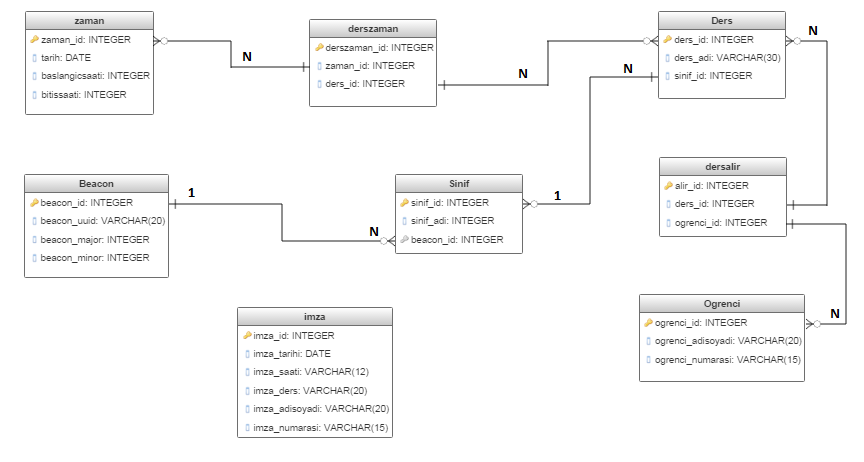 zaman
zaman_id: INTEGER
tarih: DATE
baslangicsaati: INTEGER
bitissaati: INTEGER
N
derszaman
derszaman_id: INTEGER
zaman_id: INTEGER
ders_id: INTEGER
N
Ders
ders_id: INTEGER
ders_adi: VARCHAR(30)
sinif_id: INTEGER
N
N
Beacon
beacon_id: INTEGER
beacon_uuid: VARCHAR(20)
beacon_major: INTEGER
beacon_minor: INTEGER
1
N
Sinif
sinif_id: INTEGER
sinif_adi: INTEGER
beacon_id: INTEGER
1
dersalir
alir_id: INTEGER
ders_id: INTEGER
ogrenci_id: INTEGER
imza
imza_id: INTEGER
imza_tarihi: DATE
imza_saati: VARCHAR(12)
imza_ders: VARCHAR(20)
imza_adisoyadi: VARCHAR(20)
imza_numarasi: VARCHAR(15)
Ogrenci
ogrenci_id: INTEGER
ogrenci_adisoyadi: VARCHAR(20)
ogrenci_numarasi: VARCHAR(15)
N